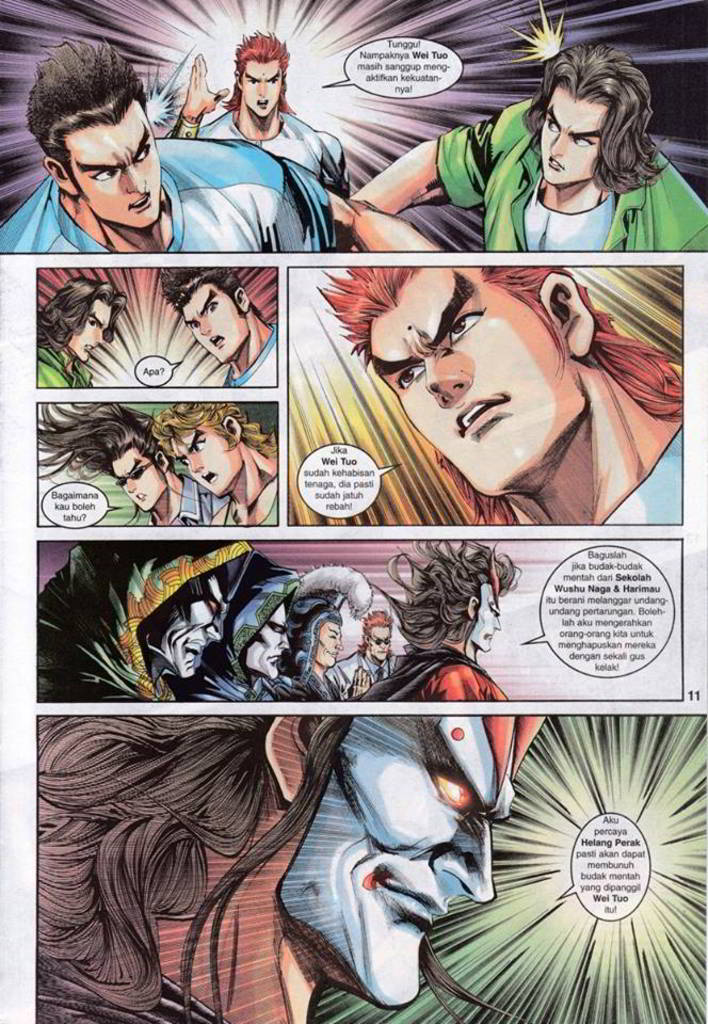 Tunggu!
Nampaknya Wei Tuo
masih sanggup meng-
aktifkan kekuatan-
nya!
Apa?
Bagaimana
kau boleh
tahu?
Jika
Wei Tuo
sudah kehabisan
tenaga, dia pasti
sudah jatuh
rebah!
Baguslah
jika budak-budak
mentah dari Sekolah
Wushu Naga & Harimau
itu berani melanggar undang-
undang pertarungan. Boleh-
lah aku mengerahkan
orang-orang kita untuk
menghapuskan mereka
dengan sekali gus
kelak!
11
Aku
percaya
Helang Perak
pasti akan dapat
membunuh
budak mentah
yang dipanggil
Wei Tuo
itu!